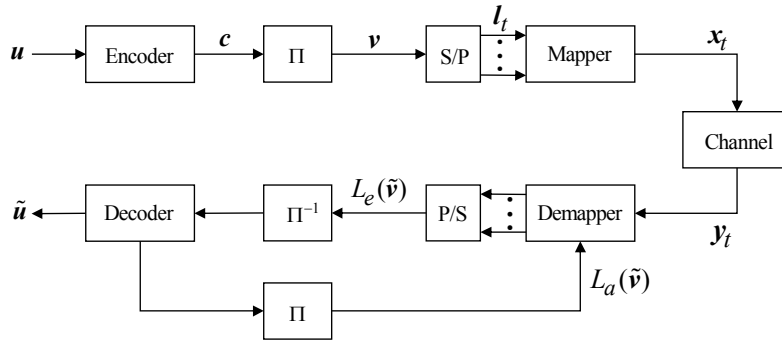 u Encoder c Π v S/P l_t Mapper x_t
Channel
ũ Decoder Π⁻¹ L_e(ṽ) P/S Demapper y_t
Π L_a(ṽ)